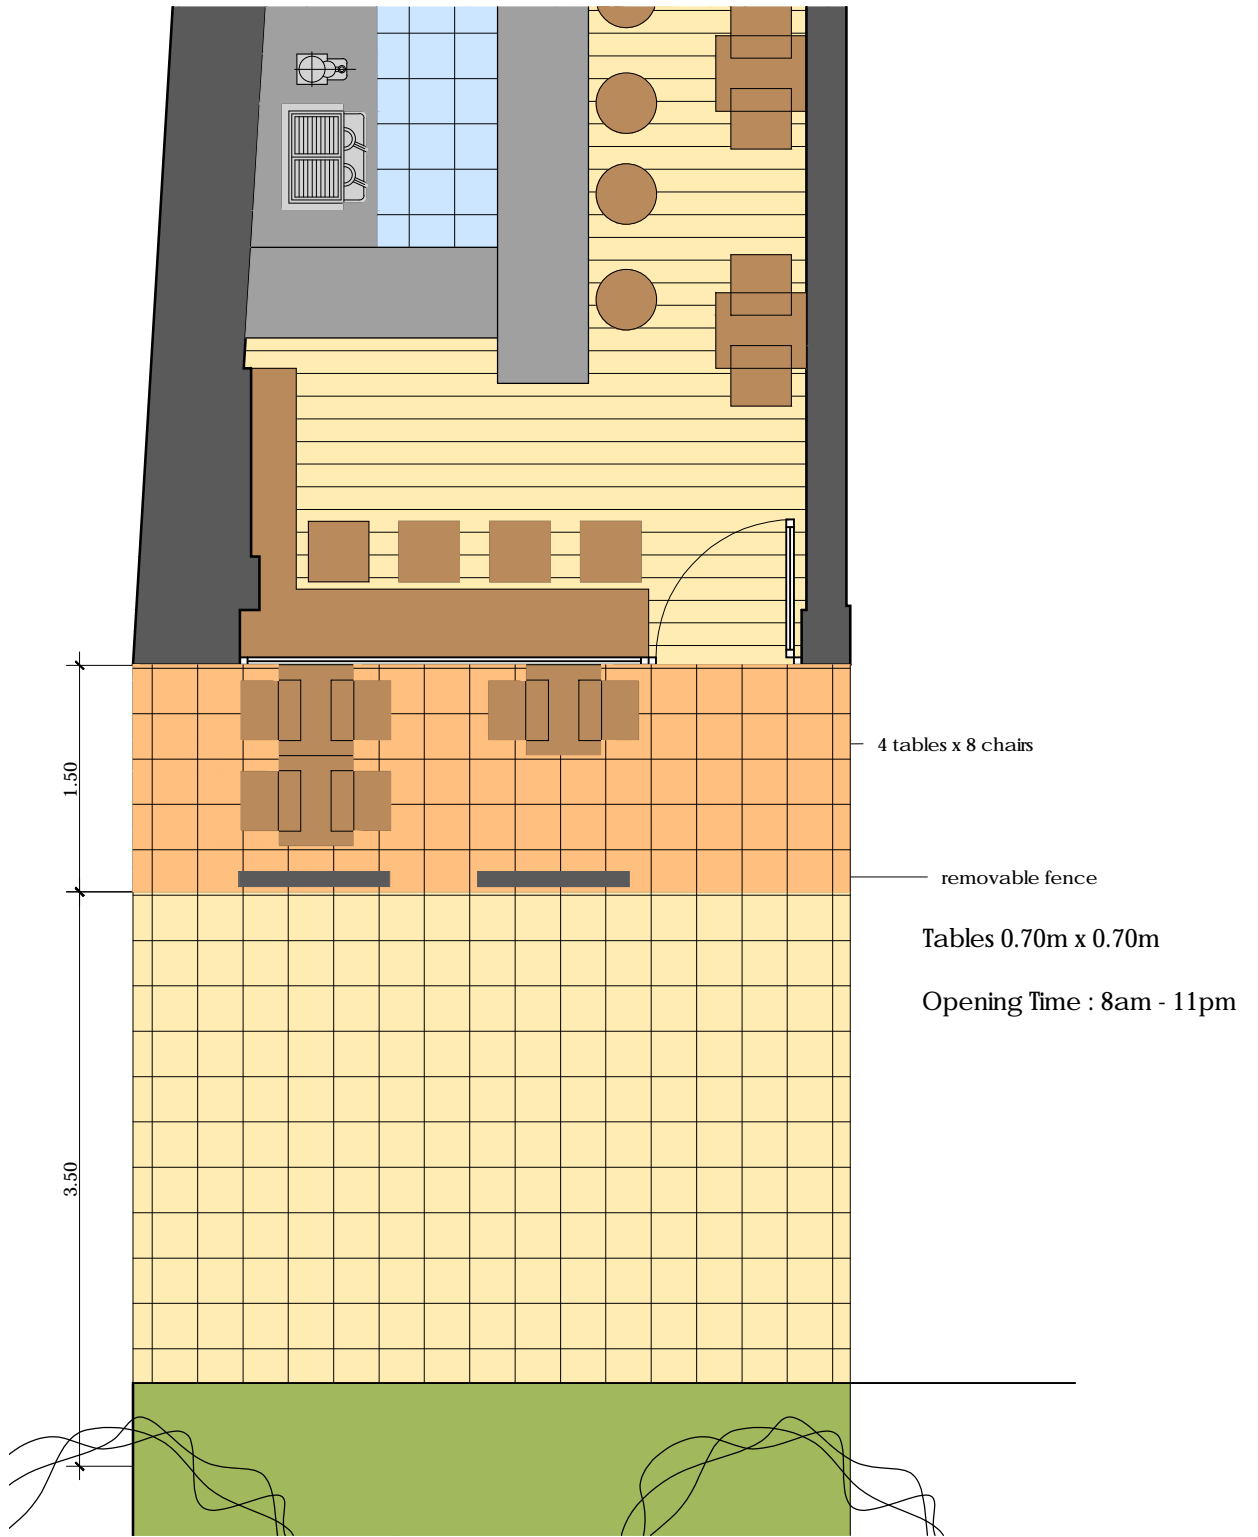 4 tables x 8 chairs
1.50
removable fence
Tables 0.70m x 0.70m
Opening Time : 8am - 11pm
3.50